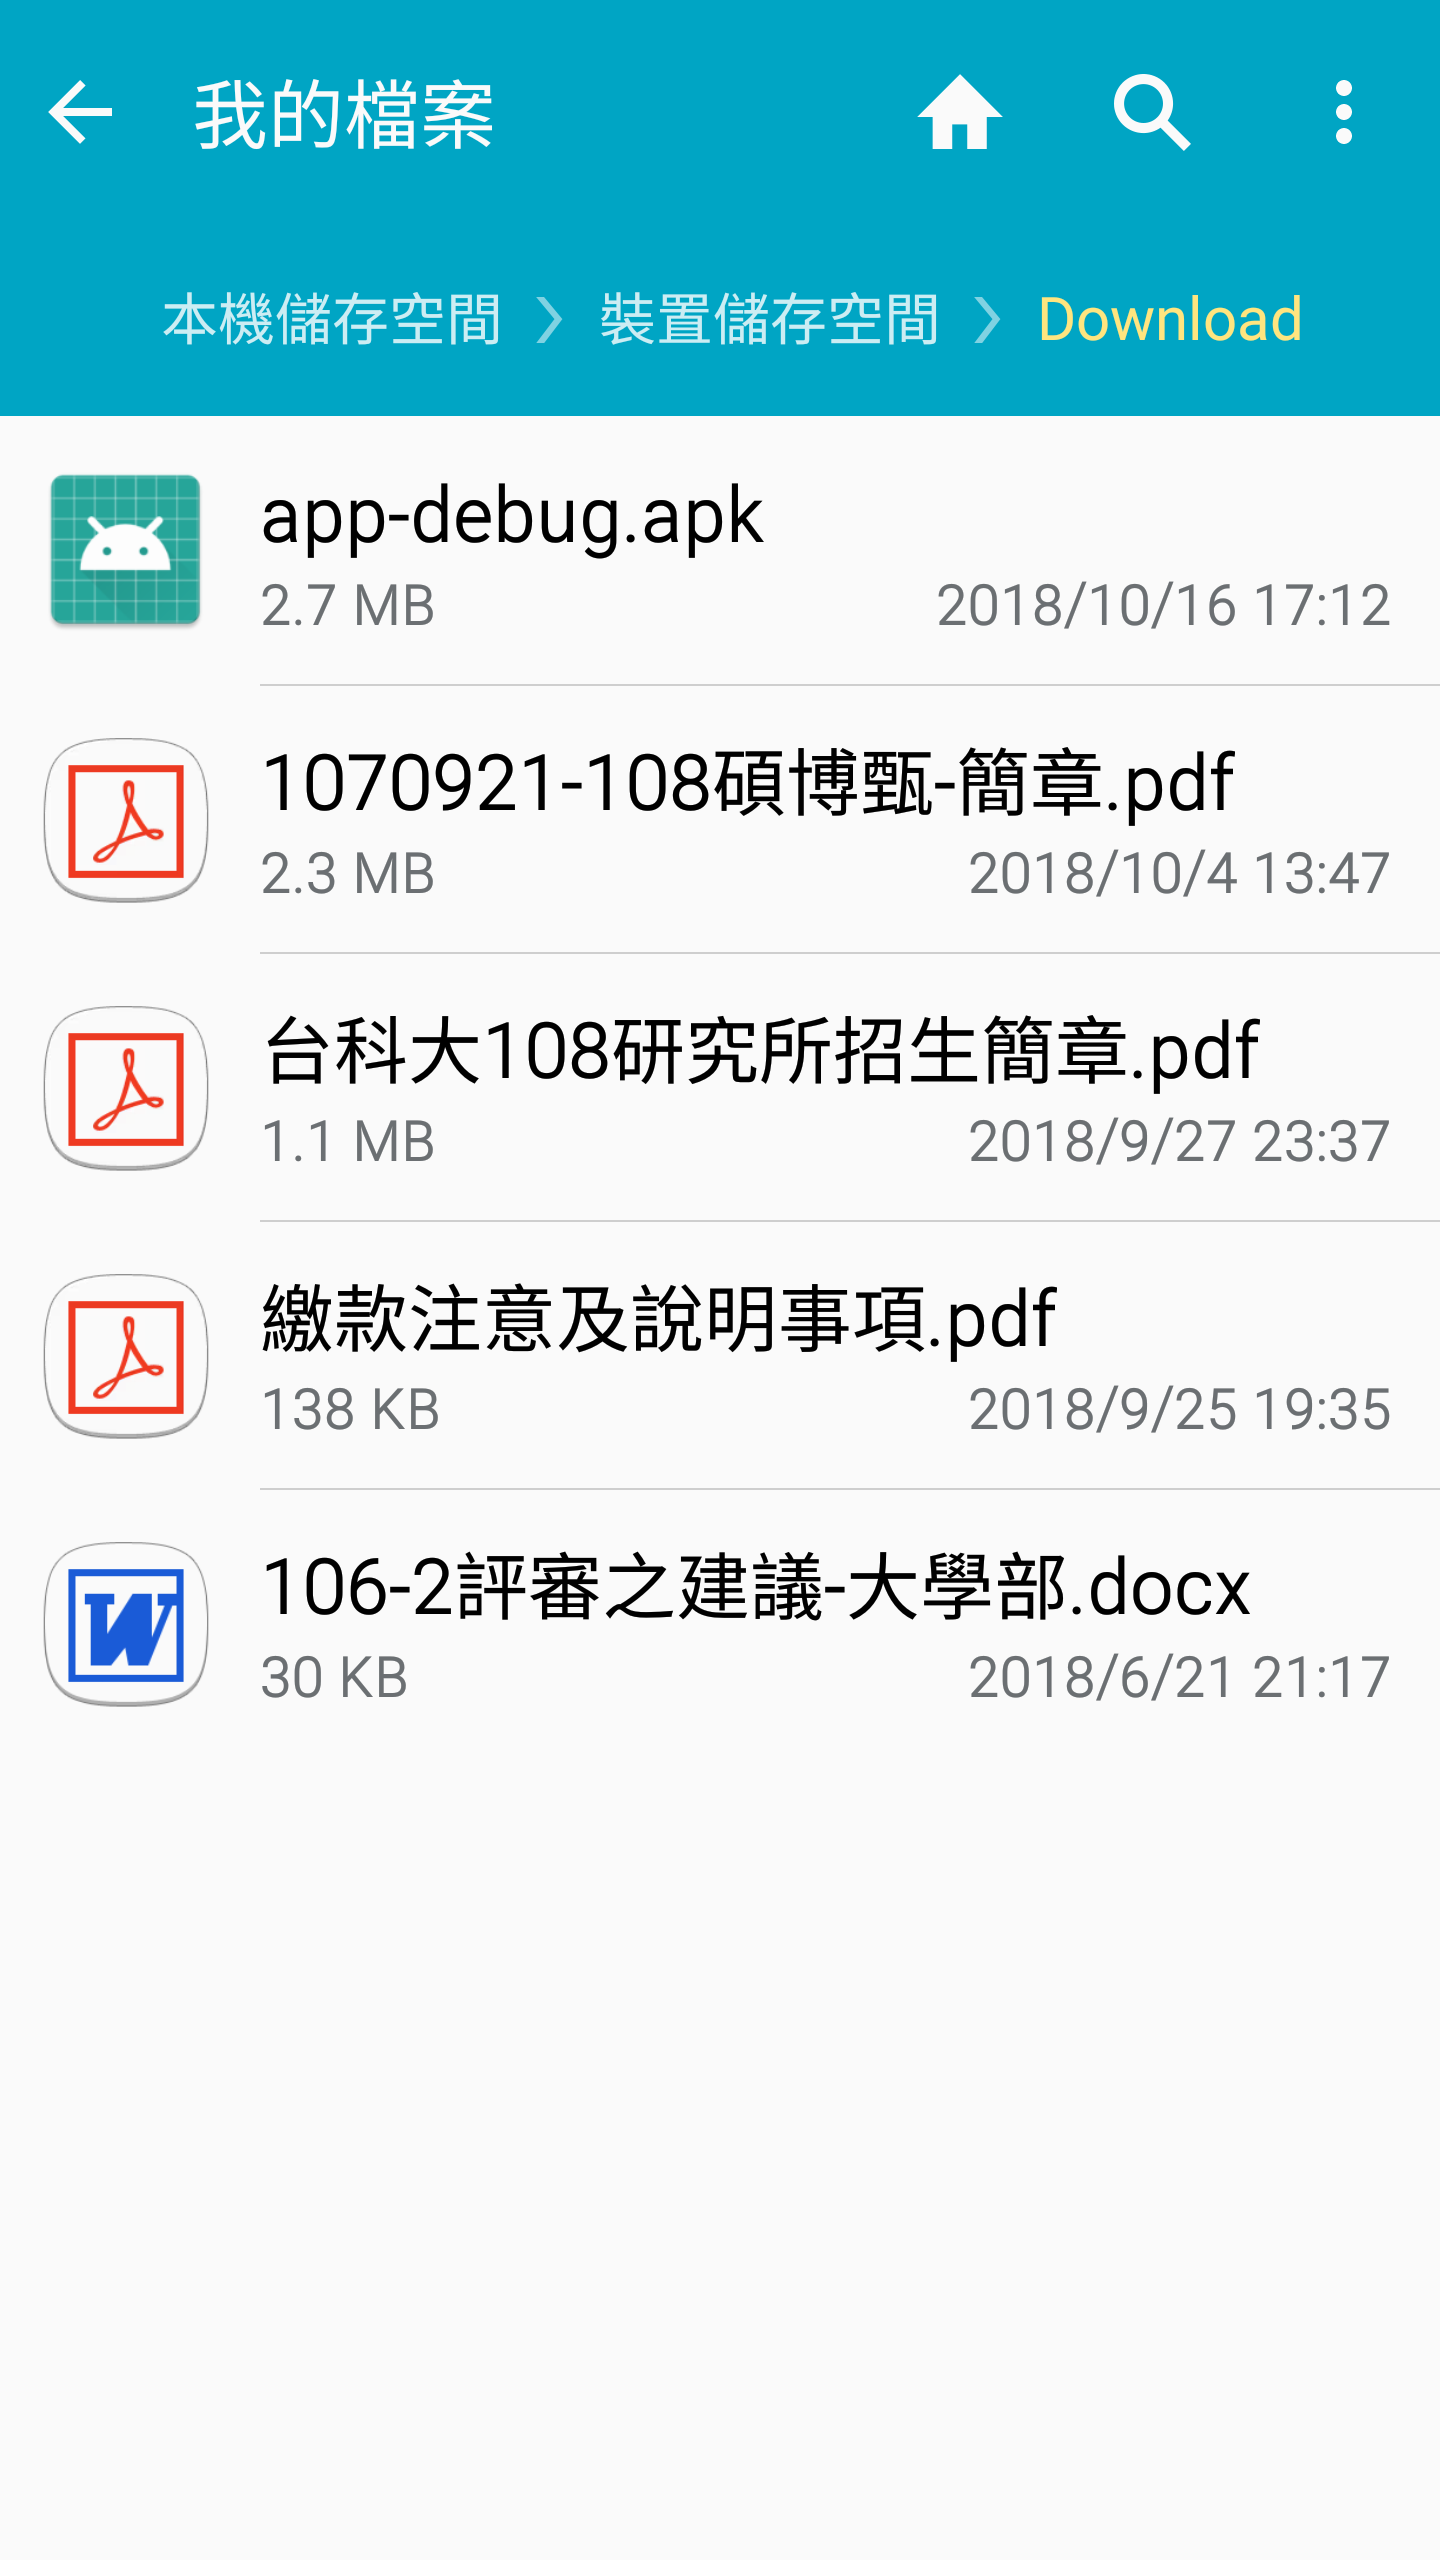 我的檔案
本機儲存空間 > 裝置儲存空間 > Download
app-debug.apk
2.7 MB 2018/10/16 17:12
1070921-108碩博甄-簡章.pdf
2.3 MB 2018/10/4 13:47
台科大108研究所招生簡章.pdf
1.1 MB 2018/9/27 23:37
繳款注意及說明事項.pdf
138 KB 2018/9/25 19:35
106-2評審之建議-大學部.docx
30 KB 2018/6/21 21:17